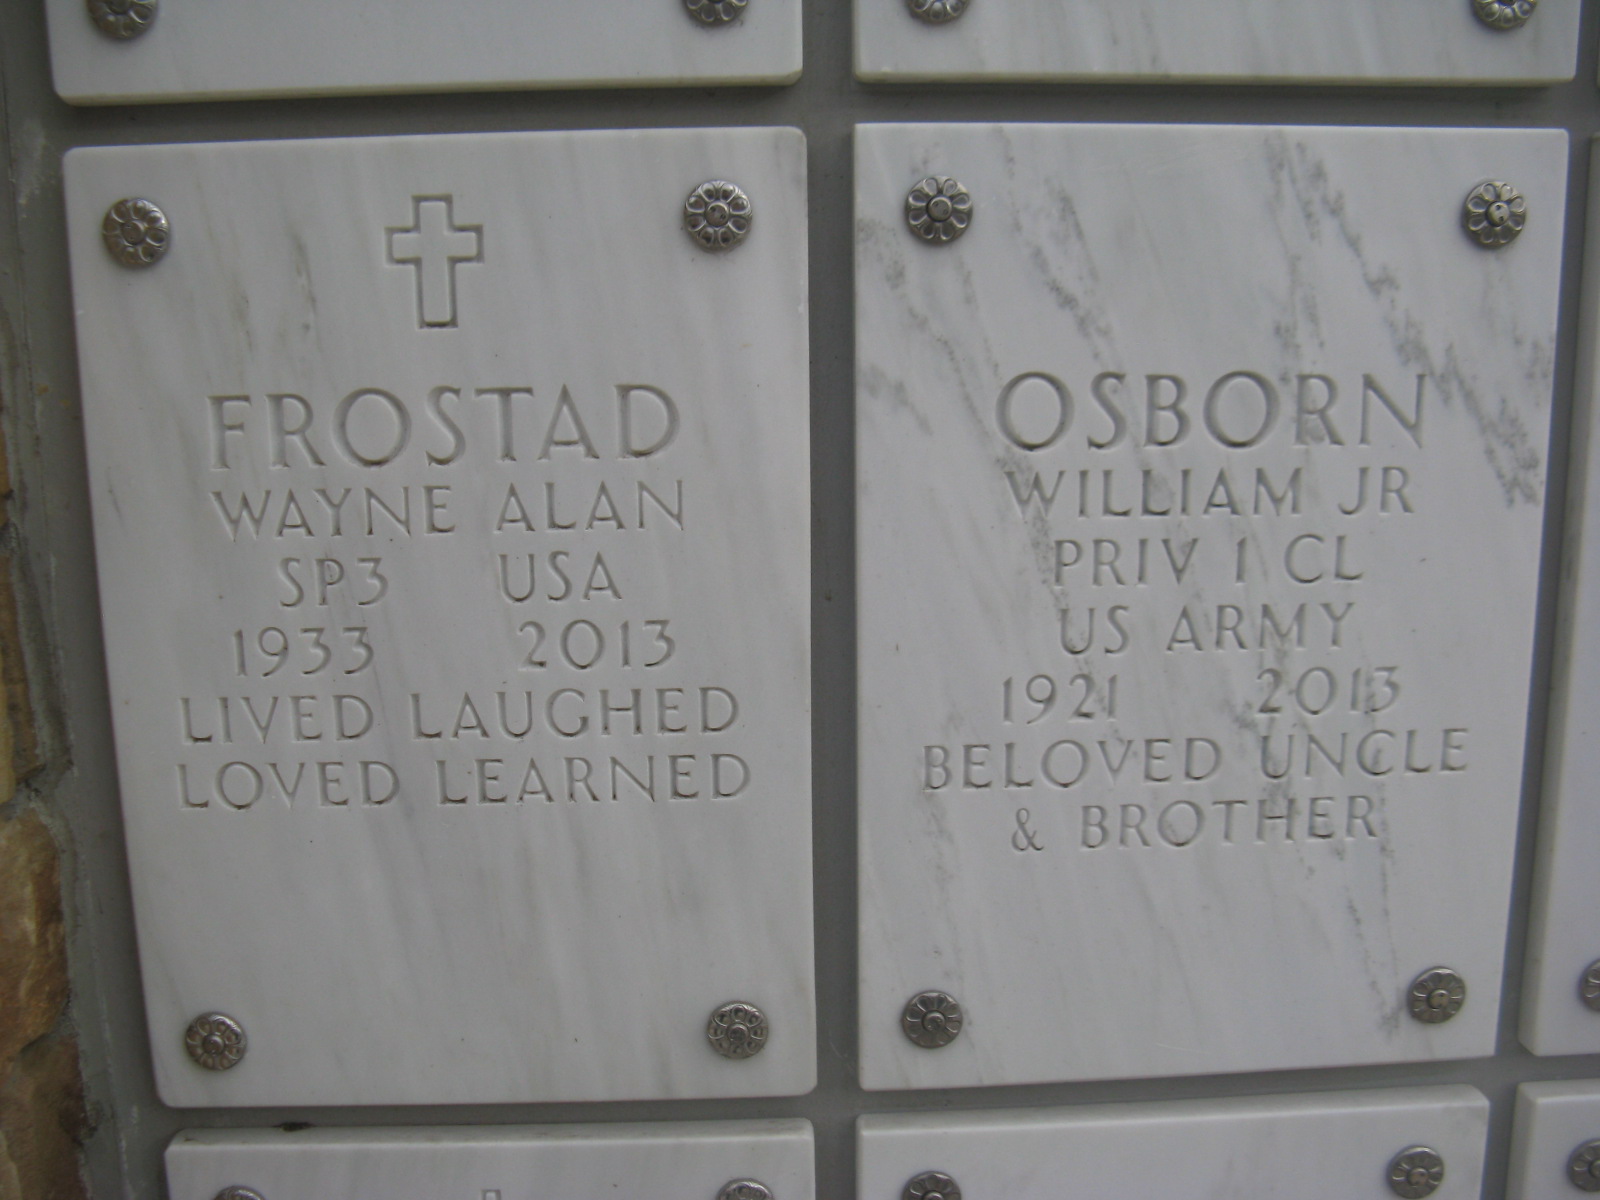 FROSTAD
WAYNE ALAN
SP3 USA
1933 2013
LIVED LAUGHED
LOVED LEARNED
OSBORN
WILLIAM JR
PRIV 1 CL
US ARMY
1921 2013
BELOVED UNCLE
& BROTHER